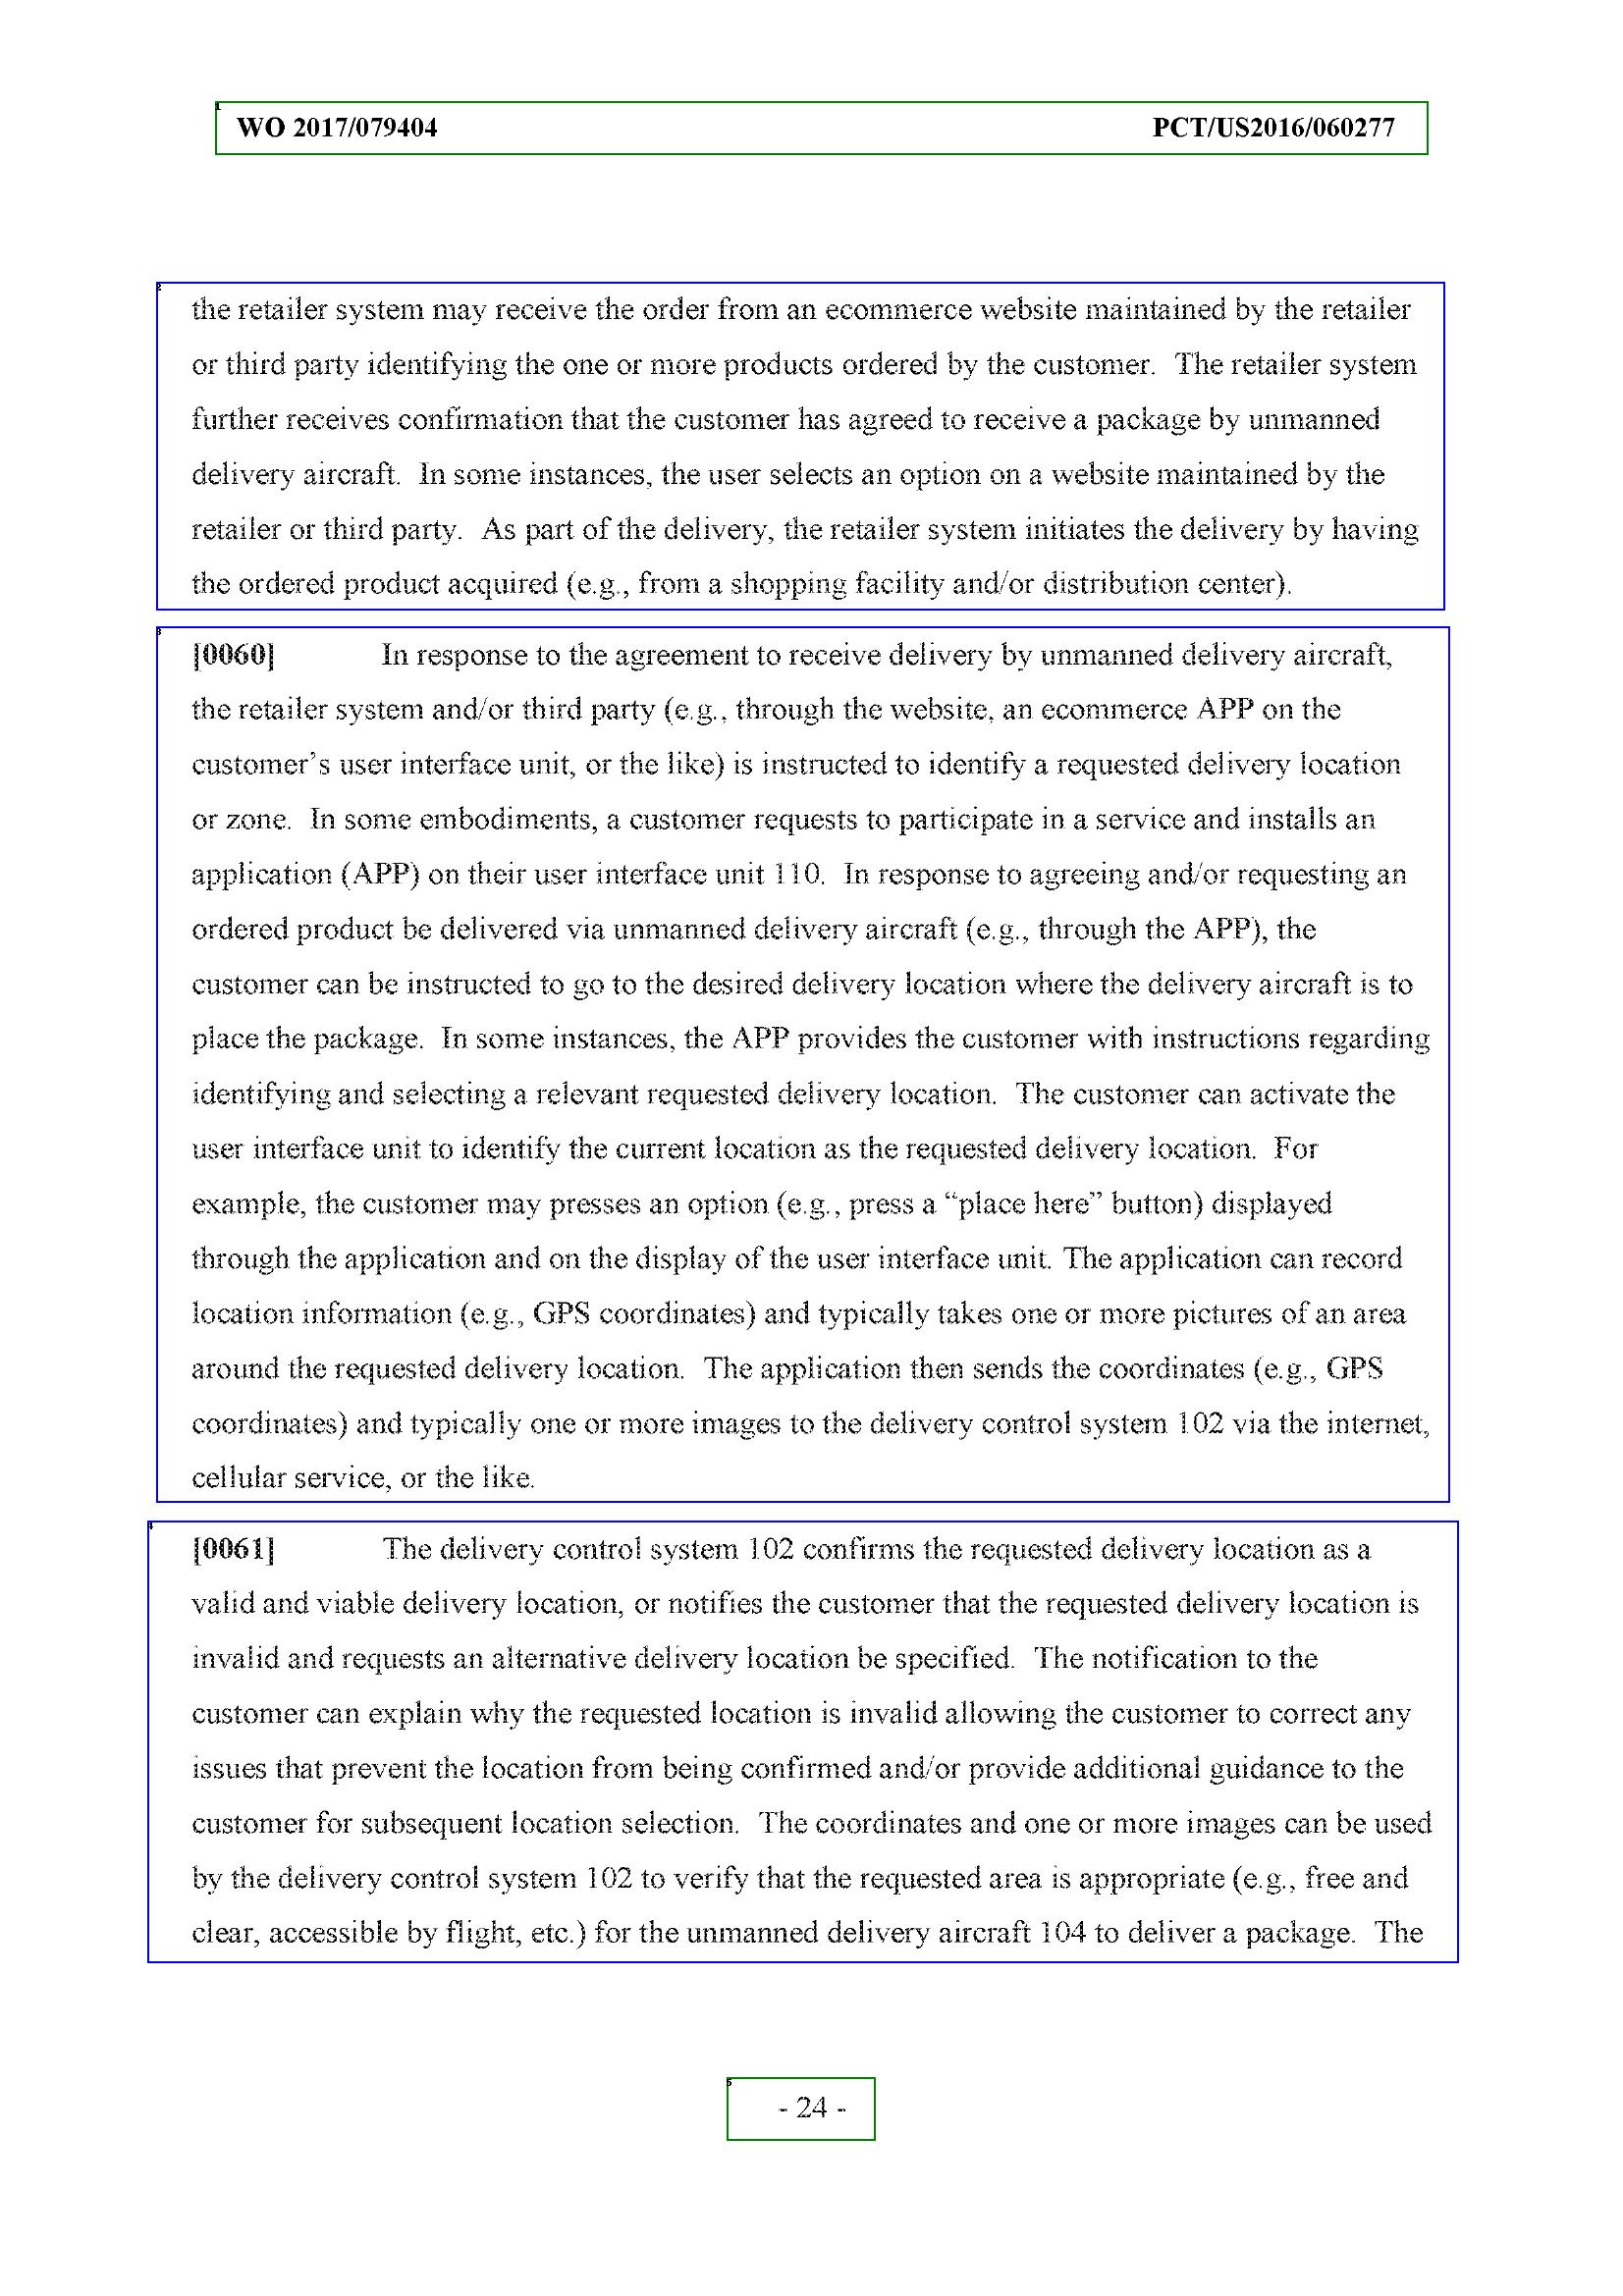 WO 2017/079404 PCT/US2016/060277
the retailer system may receive the order from an ecommerce website maintained by the retailer
or third party identifying the one or more products ordered by the customer. The retailer system
further receives confirmation that the customer has agreed to receive a package by unmanned
delivery aircraft. In some instances, the user selects an option on a website maintained by the
retailer or third party. As part of the delivery, the retailer system initiates the delivery by having
the ordered product acquired (e.g., from a shopping facility and/or distribution center).
[0060] In response to the agreement to receive delivery by unmanned delivery aircraft,
the retailer system and/or third party (e.g., through the website, an ecommerce APP on the
customer’s user interface unit, or the like) is instructed to identify a requested delivery location
or zone. In some embodiments, a customer requests to participate in a service and installs an
application (APP) on their user interface unit 110. In response to agreeing and/or requesting an
ordered product be delivered via unmanned delivery aircraft (e.g., through the APP), the
customer can be instructed to go to the desired delivery location where the delivery aircraft is to
place the package. In some instances, the APP provides the customer with instructions regarding
identifying and selecting a relevant requested delivery location. The customer can activate the
user interface unit to identify the current location as the requested delivery location. For
example, the customer may presses an option (e.g., press a “place here” button) displayed
through the application and on the display of the user interface unit. The application can record
location information (e.g., GPS coordinates) and typically takes one or more pictures of an area
around the requested delivery location. The application then sends the coordinates (e.g., GPS
coordinates) and typically one or more images to the delivery control system 102 via the internet,
cellular service, or the like.
[0061] The delivery control system 102 confirms the requested delivery location as a
valid and viable delivery location, or notifies the customer that the requested delivery location is
invalid and requests an alternative delivery location be specified. The notification to the
customer can explain why the requested location is invalid allowing the customer to correct any
issues that prevent the location from being confirmed and/or provide additional guidance to the
customer for subsequent location selection. The coordinates and one or more images can be used
by the delivery control system 102 to verify that the requested area is appropriate (e.g., free and
clear, accessible by flight, etc.) for the unmanned delivery aircraft 104 to deliver a package. The
- 24 -